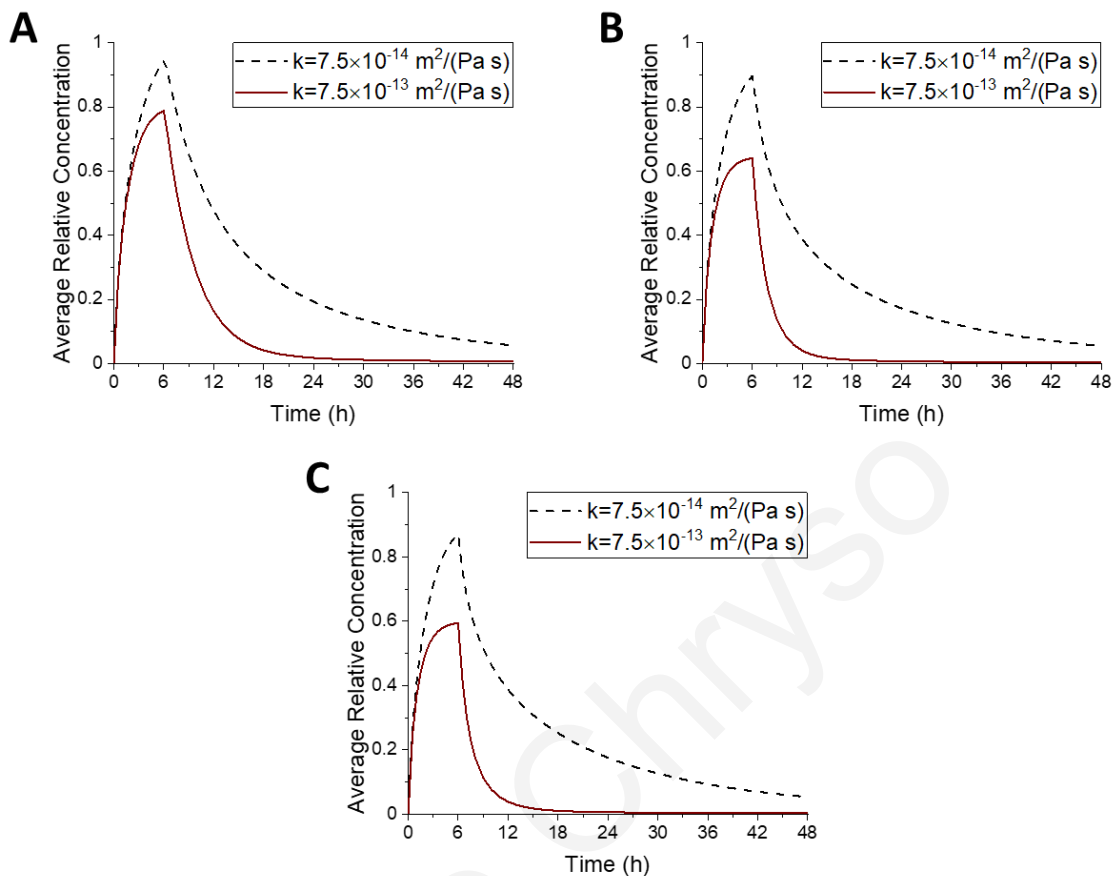 A
1
0.8
0.6
0.4
0.2
0
0 6 12 18 24 30 36 42 48
Average Relative Concentration
Time (h)
k=7.5×10⁻¹⁴ m²/(Pa s)
k=7.5×10⁻¹³ m²/(Pa s)
B
1
0.8
0.6
0.4
0.2
0
0 6 12 18 24 30 36 42 48
Average Relative Concentration
Time (h)
k=7.5×10⁻¹⁴ m²/(Pa s)
k=7.5×10⁻¹³ m²/(Pa s)
C
1
0.8
0.6
0.4
0.2
0
0 6 12 18 24 30 36 42 48
Average Relative Concentration
Time (h)
k=7.5×10⁻¹⁴ m²/(Pa s)
k=7.5×10⁻¹³ m²/(Pa s)
Chryso